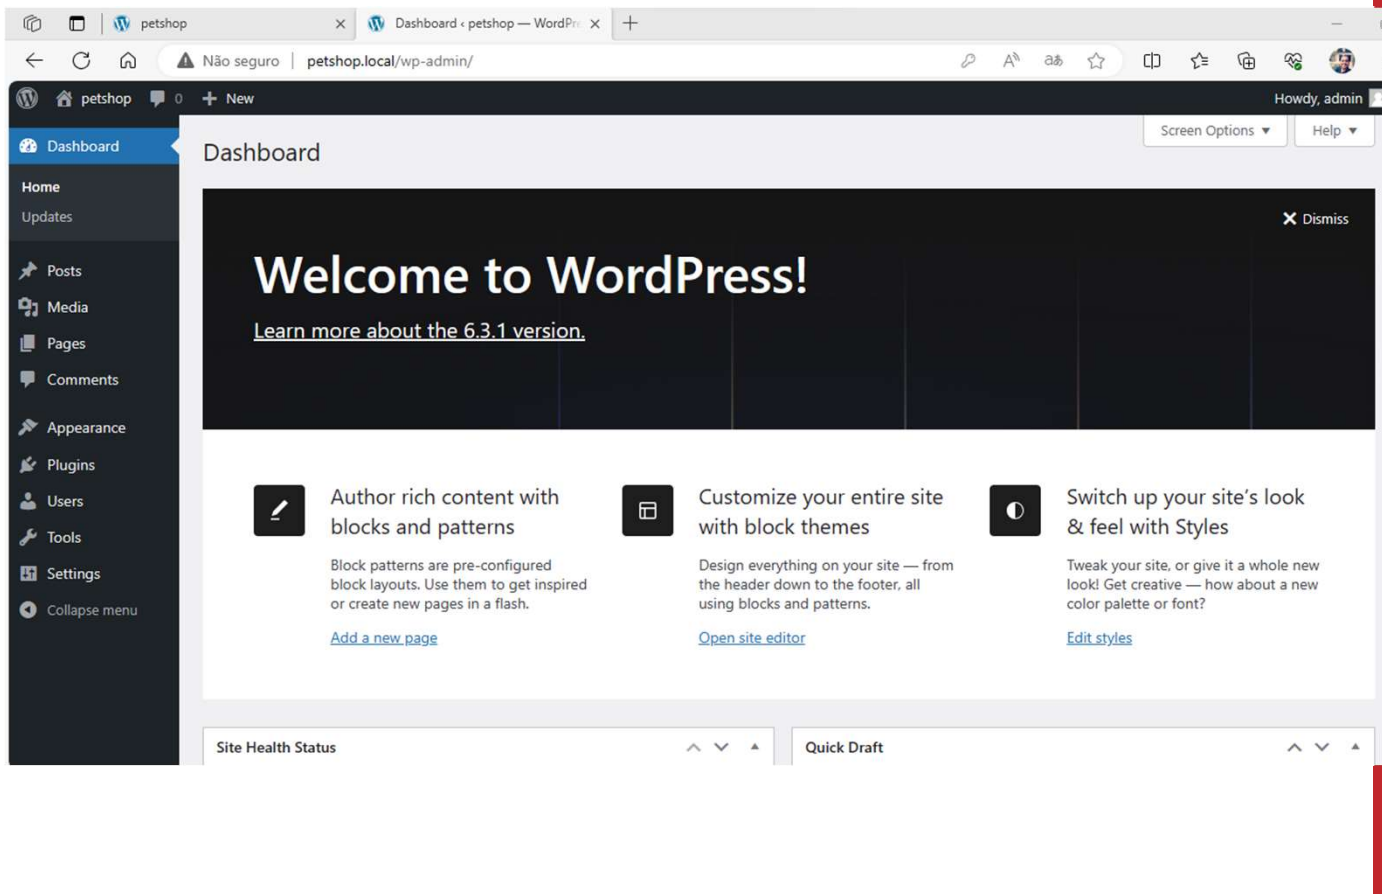 petshop
Dashboard ‹ petshop — WordPr
Não seguro
petshop.local/wp-admin/
petshop
0
New
Howdy, admin
Screen Options
Help
Dashboard
Home
Updates
Posts
Media
Pages
Comments
Appearance
Plugins
Users
Tools
Settings
Collapse menu
Dashboard
Dismiss
Welcome to WordPress!
Learn more about the 6.3.1 version.
Author rich content with
blocks and patterns
Block patterns are pre-configured
block layouts. Use them to get inspired
or create new pages in a flash.
Add a new page
Customize your entire site
with block themes
Design everything on your site — from
the header down to the footer, all
using blocks and patterns.
Open site editor
Switch up your site’s look
& feel with Styles
Tweak your site, or give it a whole new
look! Get creative — how about a new
color palette or font?
Edit styles
Site Health Status
Quick Draft